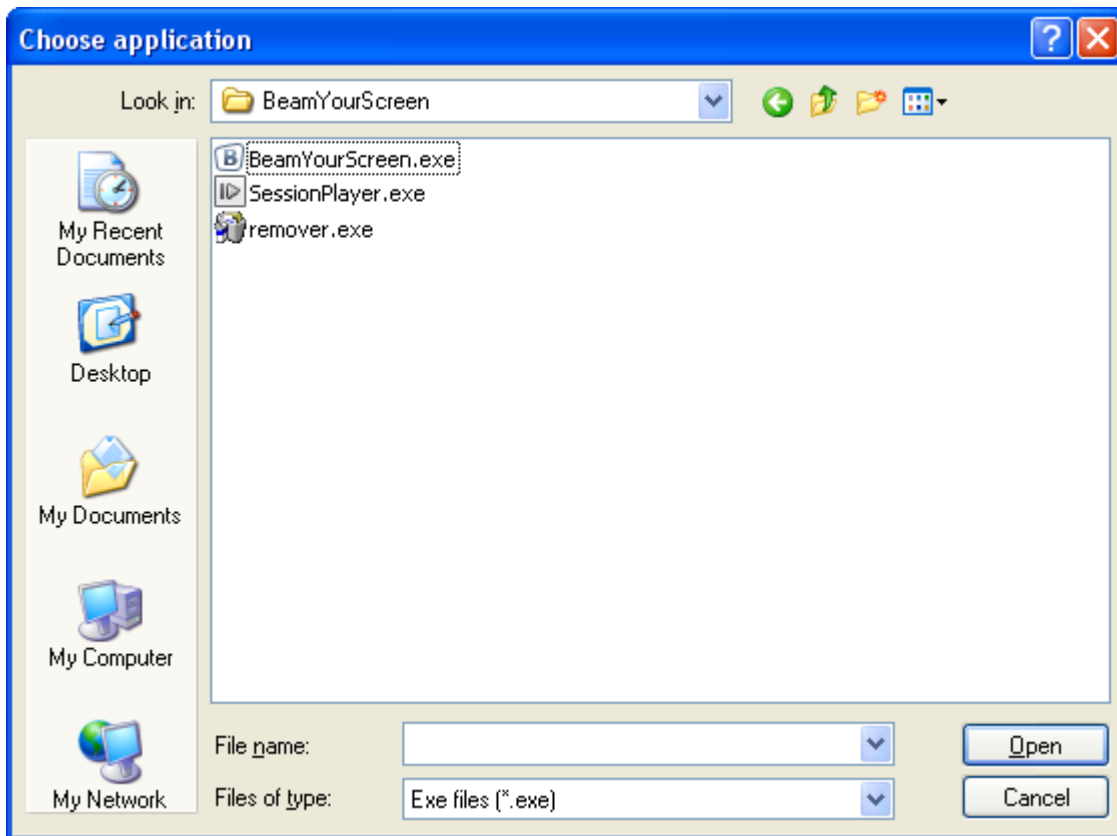 Choose application
Look in: BeamYourScreen
My Recent
Documents
Desktop
My Documents
My Computer
My Network
BeamYourScreen.exe
SessionPlayer.exe
remover.exe
File name:
Open
Files of type: Exe files (*.exe)
Cancel